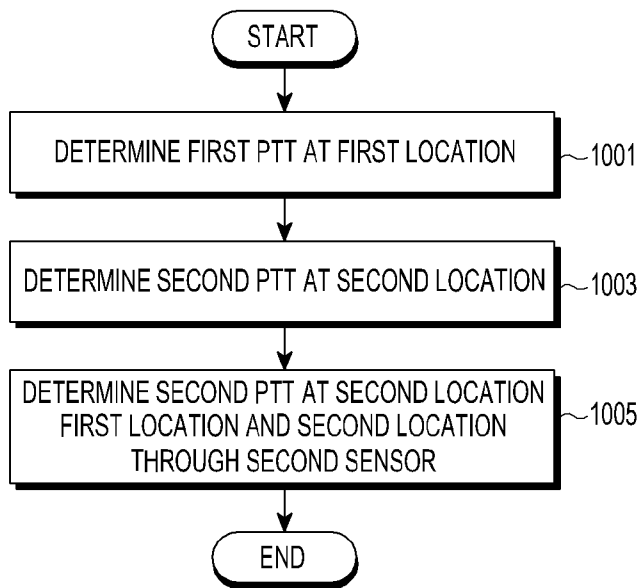 START
DETERMINE FIRST PTT AT FIRST LOCATION
1001
DETERMINE SECOND PTT AT SECOND LOCATION
1003
DETERMINE SECOND PTT AT SECOND LOCATION
FIRST LOCATION AND SECOND LOCATION
THROUGH SECOND SENSOR
1005
END